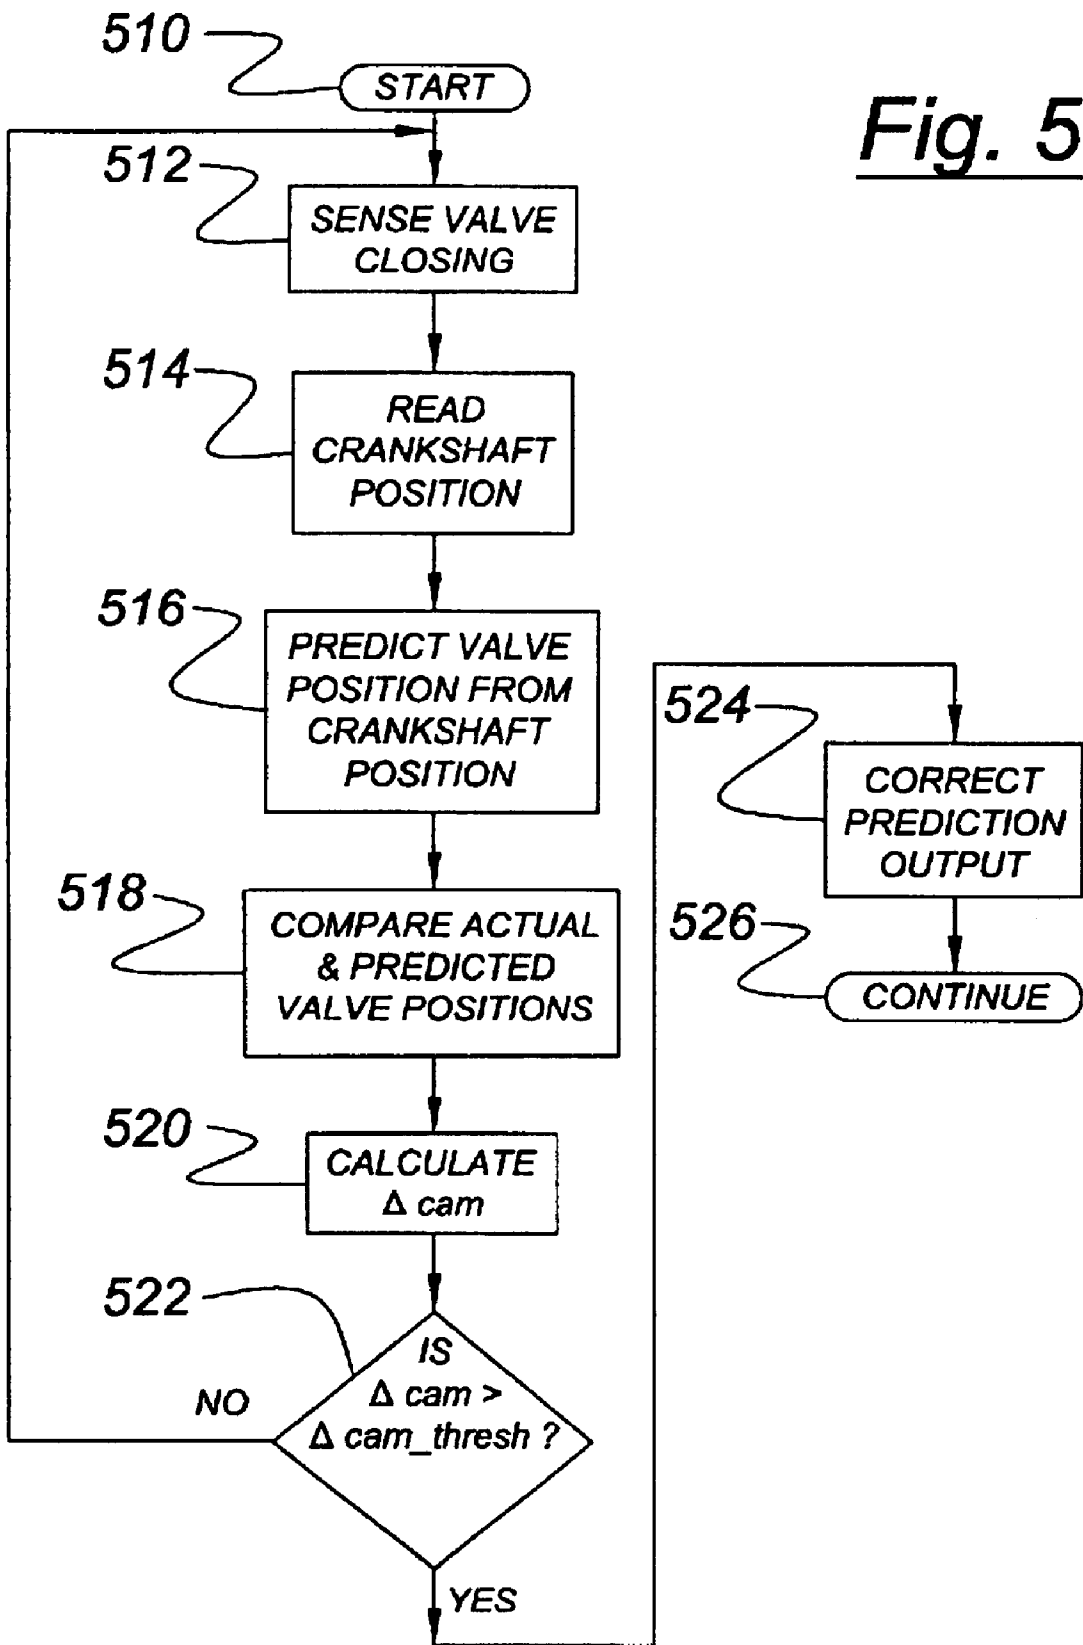 510
START
Fig. 5
512
SENSE VALVE
CLOSING
514
READ
CRANKSHAFT
POSITION
516
PREDICT VALVE
POSITION FROM
CRANKSHAFT
POSITION
518
COMPARE ACTUAL
& PREDICTED
VALVE POSITIONS
520
CALCULATE
Δ cam
522
IS
Δ cam >
Δ cam_thresh ?
NO
YES
524
CORRECT
PREDICTION
OUTPUT
526
CONTINUE